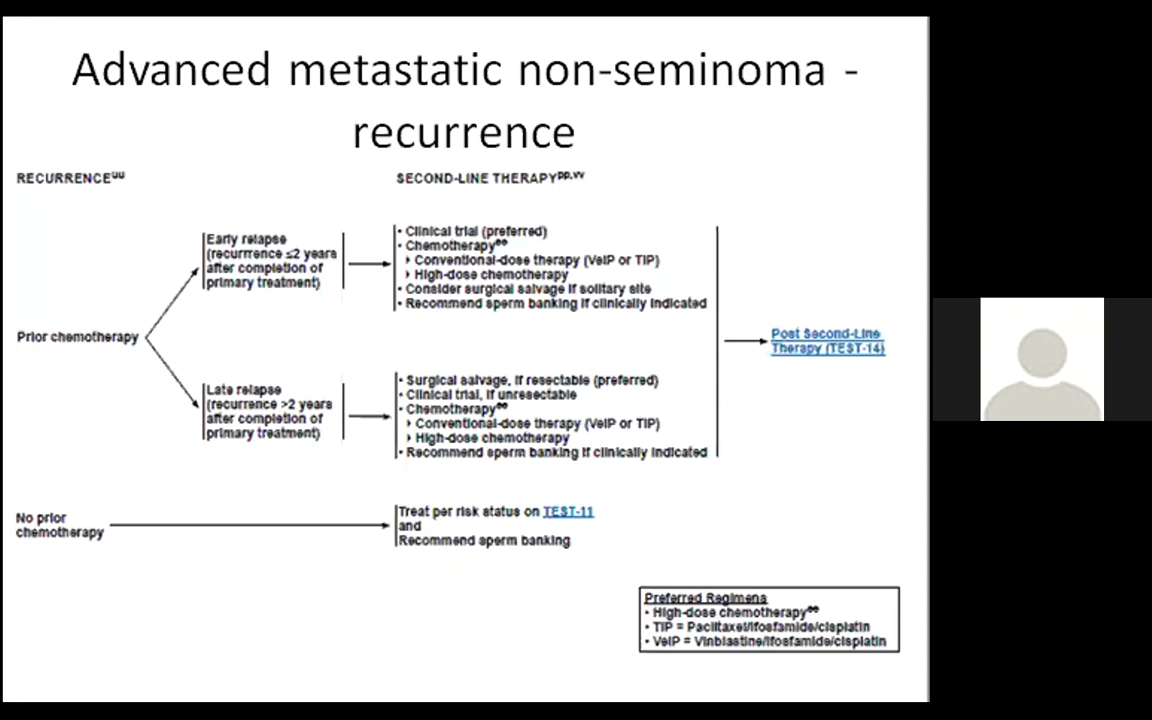 Advanced metastatic non-seminoma -
recurrence
RECURRENCEuu
SECOND-LINE THERAPYpp,vv
Prior chemotherapy
Early relapse
(recurrrence ≤2 years
after completion of
primary treatment)
• Clinical trial (preferred)
• Chemotherapy
‣ Conventional-dose therapy (VeIP or TIP)
‣ High-dose chemotherapy
• Consider surgical salvage if solitary site
• Recommend sperm banking if clinically indicated
Late relapse
(recurrence >2 years
after completion of
primary treatment)
• Surgical salvage, if resectable (preferred)
• Clinical trial, if unresectable
• Chemotherapy
‣ Conventional-dose therapy (VeIP or TIP)
‣ High-dose chemotherapy
• Recommend sperm banking if clinically indicated
Post Second-Line
Therapy (TEST-14)
No prior
chemotherapy
Treat per risk status on TEST-11
and
Recommend sperm banking
Preferred Regimens
• High-dose chemotherapy
• TIP = Paclitaxel/ifosfamide/cisplatin
• VeIP = Vinblastine/ifosfamide/cisplatin